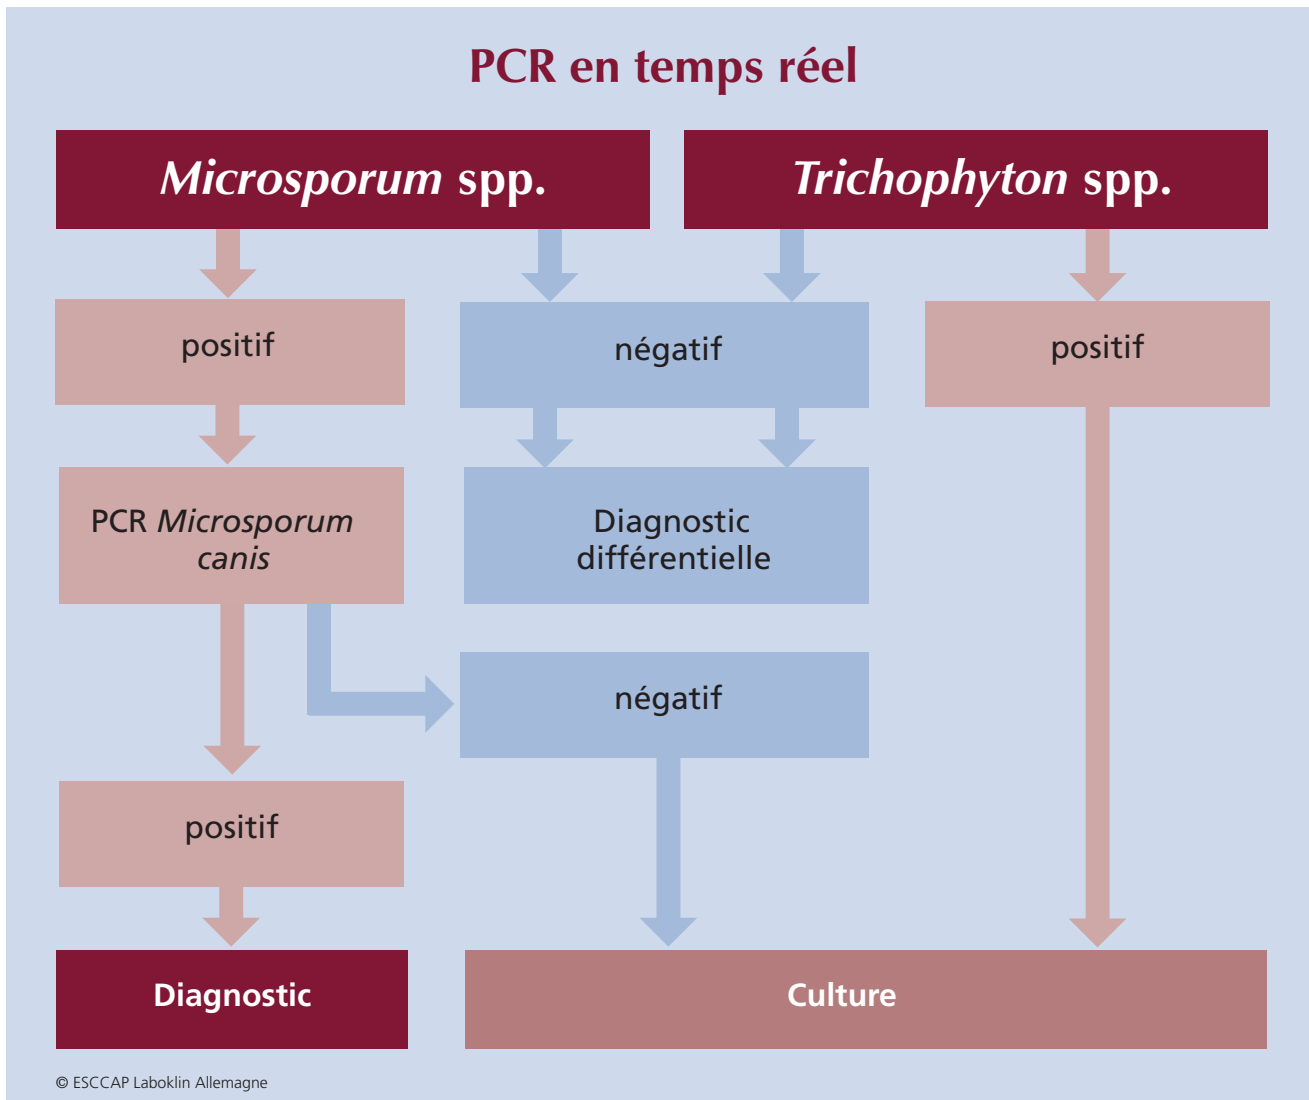 PCR en temps réel
Microsporum spp.
Trichophyton spp.
positif
négatif
positif
PCR Microsporum
canis
Diagnostic
différentielle
négatif
positif
Diagnostic
Culture
© ESCCAP Laboklin Allemagne